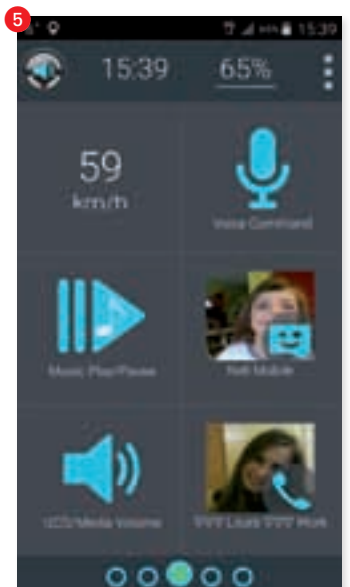 5
15:39
15:39 65%
59
km/h
Voice Command
Music Play/Pause
Mobile
Media Volume
Work